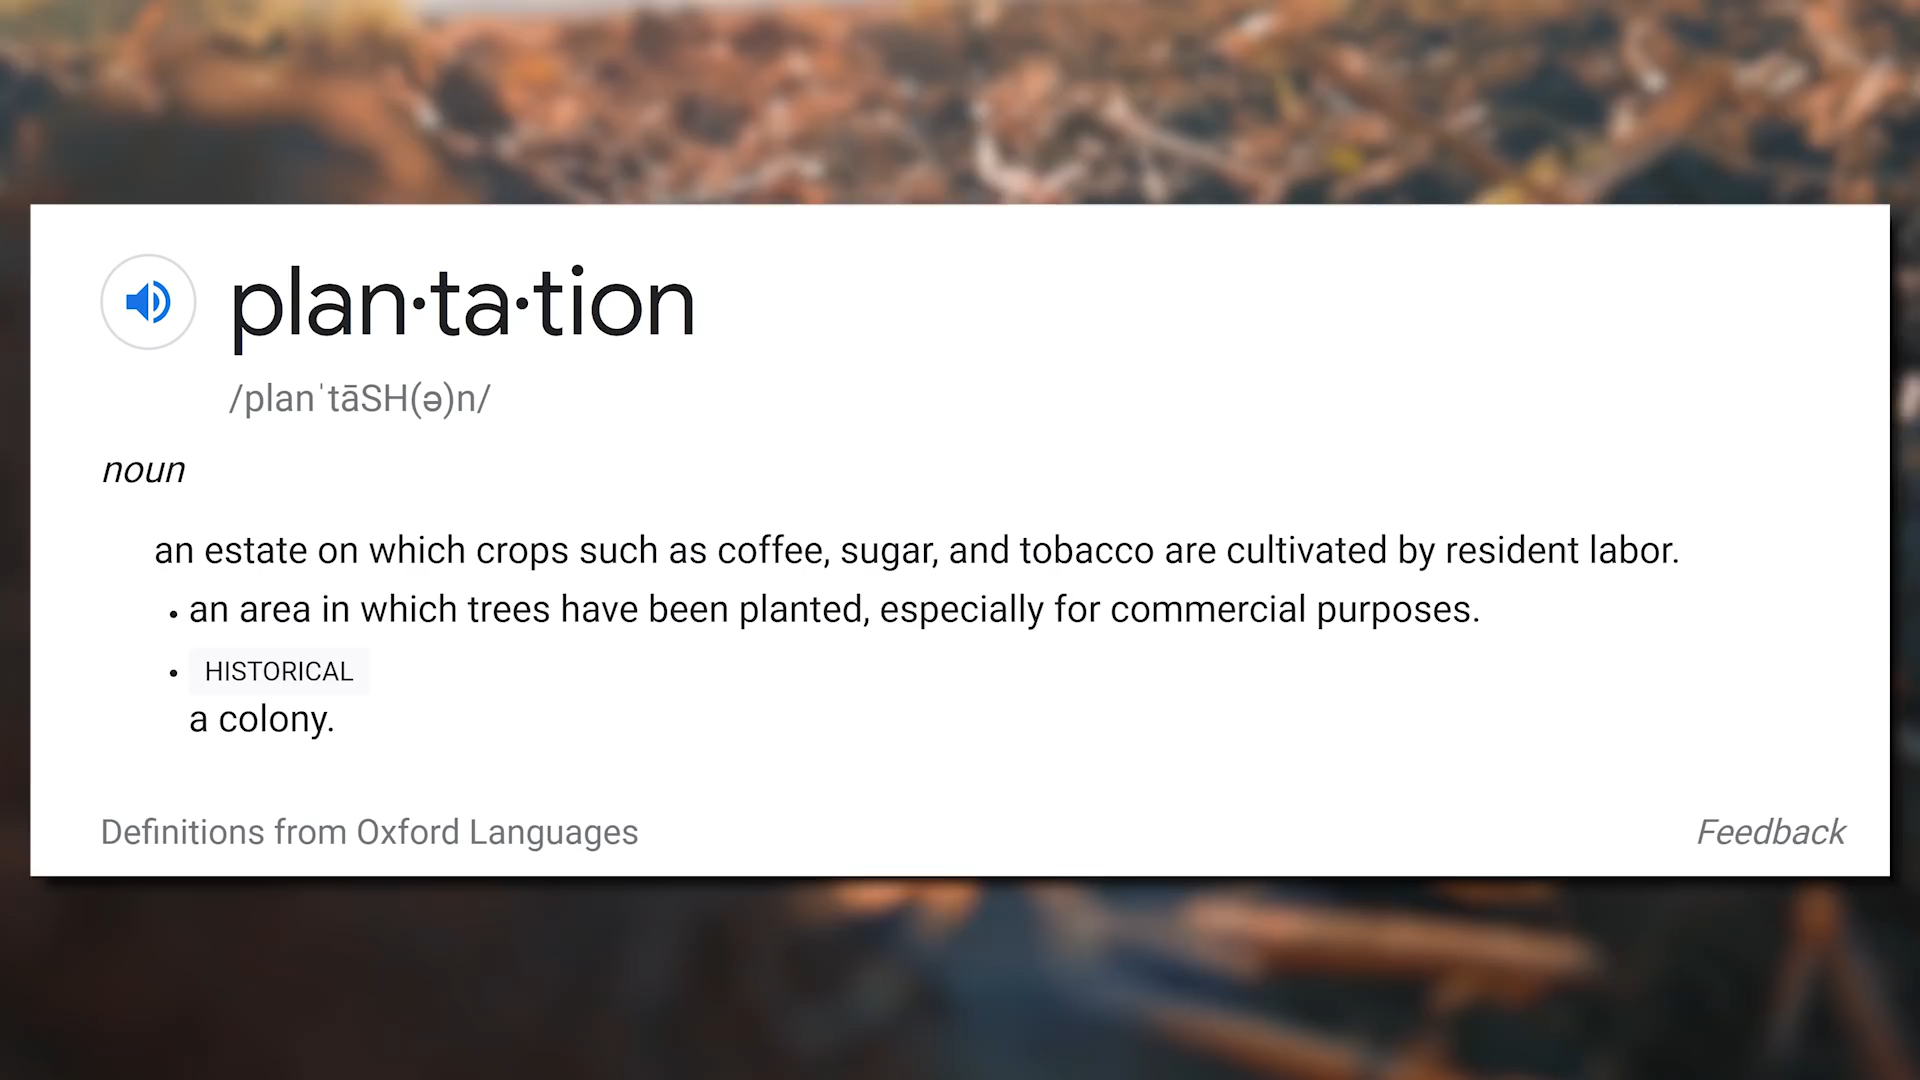 plan·ta·tion
/planˈtāSH(ə)n/
noun
an estate on which crops such as coffee, sugar, and tobacco are cultivated by resident labor.
• an area in which trees have been planted, especially for commercial purposes.
• HISTORICAL
a colony.
Definitions from Oxford Languages
Feedback